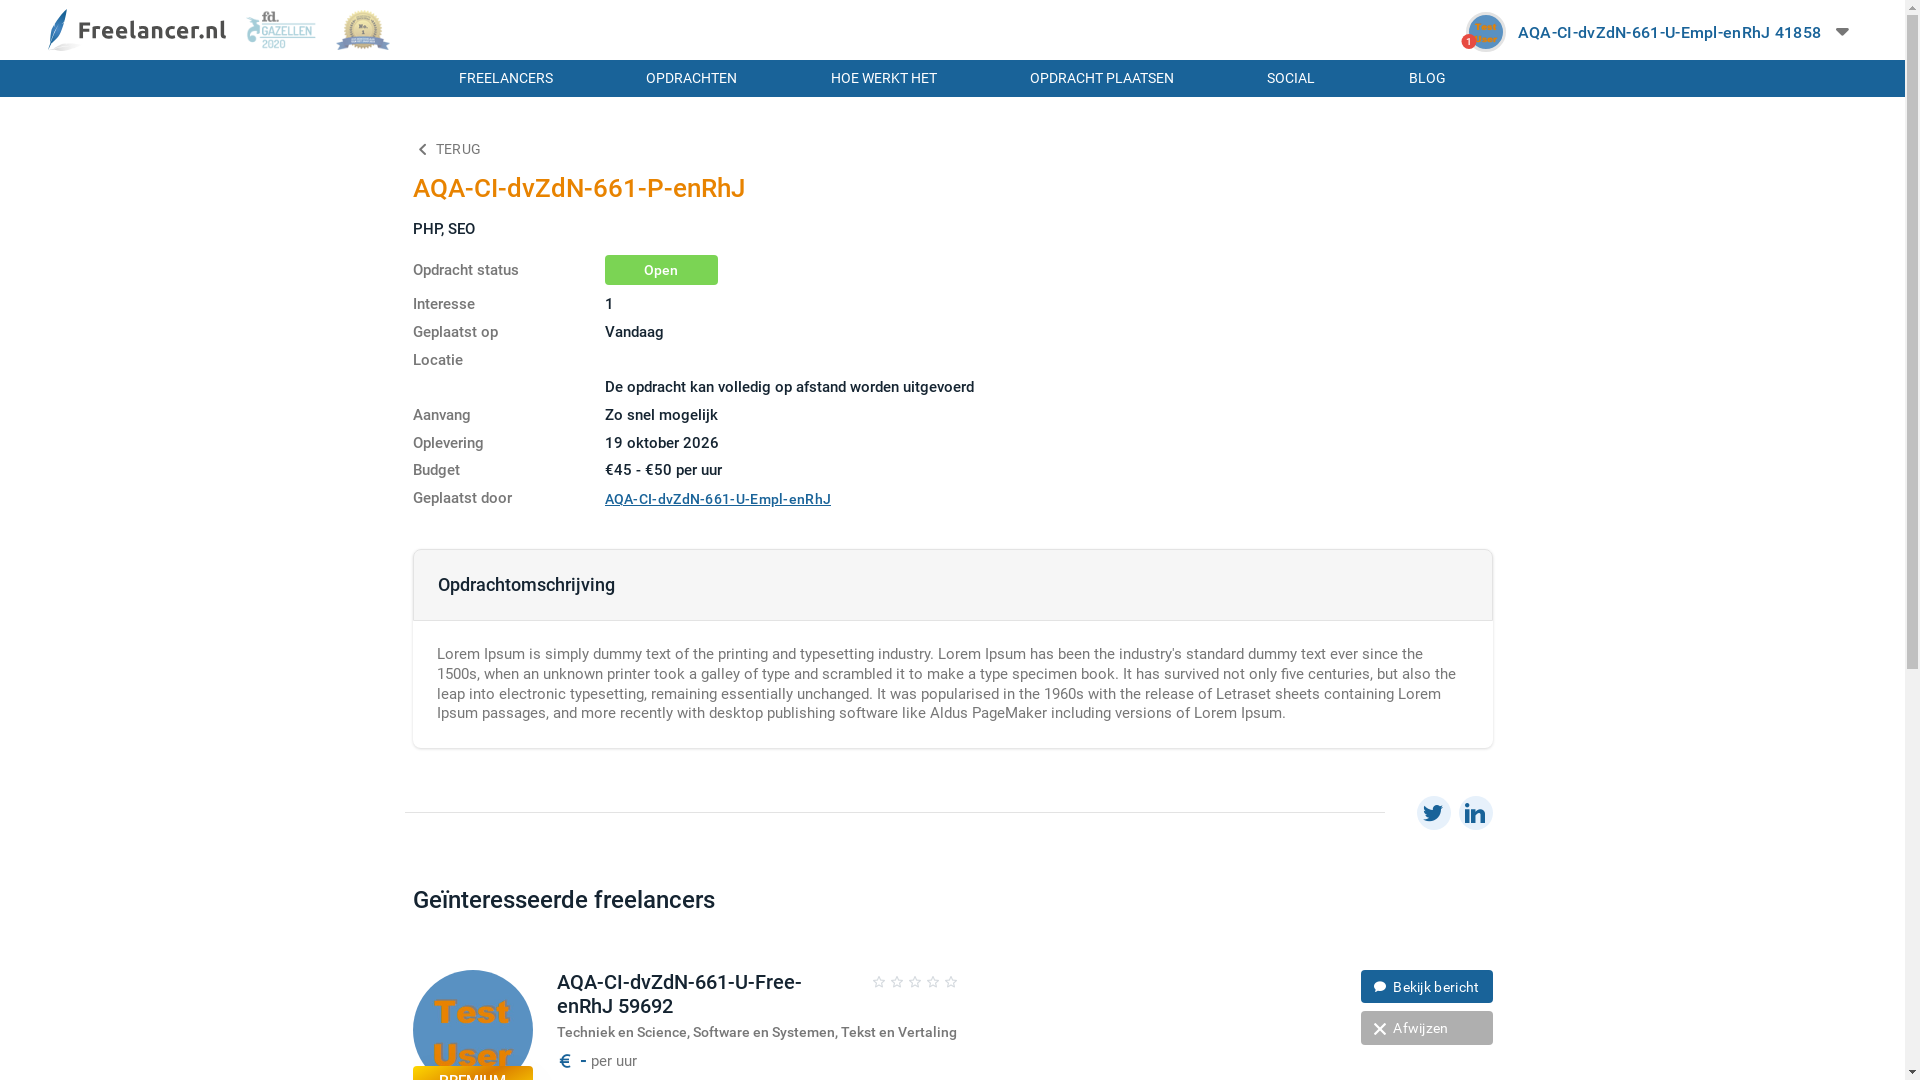 Freelancer.nl
fd.
GAZELLEN
2020
No.
1
Test
User
1
AQA-CI-dvZdN-661-U-Empl-enRhJ 41858
FREELANCERS
OPDRACHTEN
HOE WERKT HET
OPDRACHT PLAATSEN
SOCIAL
BLOG
TERUG
AQA-CI-dvZdN-661-P-enRhJ
PHP, SEO
Opdracht status Open
Interesse 1
Geplaatst op Vandaag
Locatie
De opdracht kan volledig op afstand worden uitgevoerd
Aanvang Zo snel mogelijk
Oplevering 19 oktober 2026
Budget €45 - €50 per uur
Geplaatst door AQA-CI-dvZdN-661-U-Empl-enRhJ
Opdrachtomschrijving
Lorem Ipsum is simply dummy text of the printing and typesetting industry. Lorem Ipsum has been the industry's standard dummy text ever since the
1500s, when an unknown printer took a galley of type and scrambled it to make a type specimen book. It has survived not only five centuries, but also the
leap into electronic typesetting, remaining essentially unchanged. It was popularised in the 1960s with the release of Letraset sheets containing Lorem
Ipsum passages, and more recently with desktop publishing software like Aldus PageMaker including versions of Lorem Ipsum.
in
Geïnteresseerde freelancers
Test
User
PREMIUM
AQA-CI-dvZdN-661-U-Free-
enRhJ 59692
Techniek en Science, Software en Systemen, Tekst en Vertaling
€ - per uur
Bekijk bericht
Afwijzen